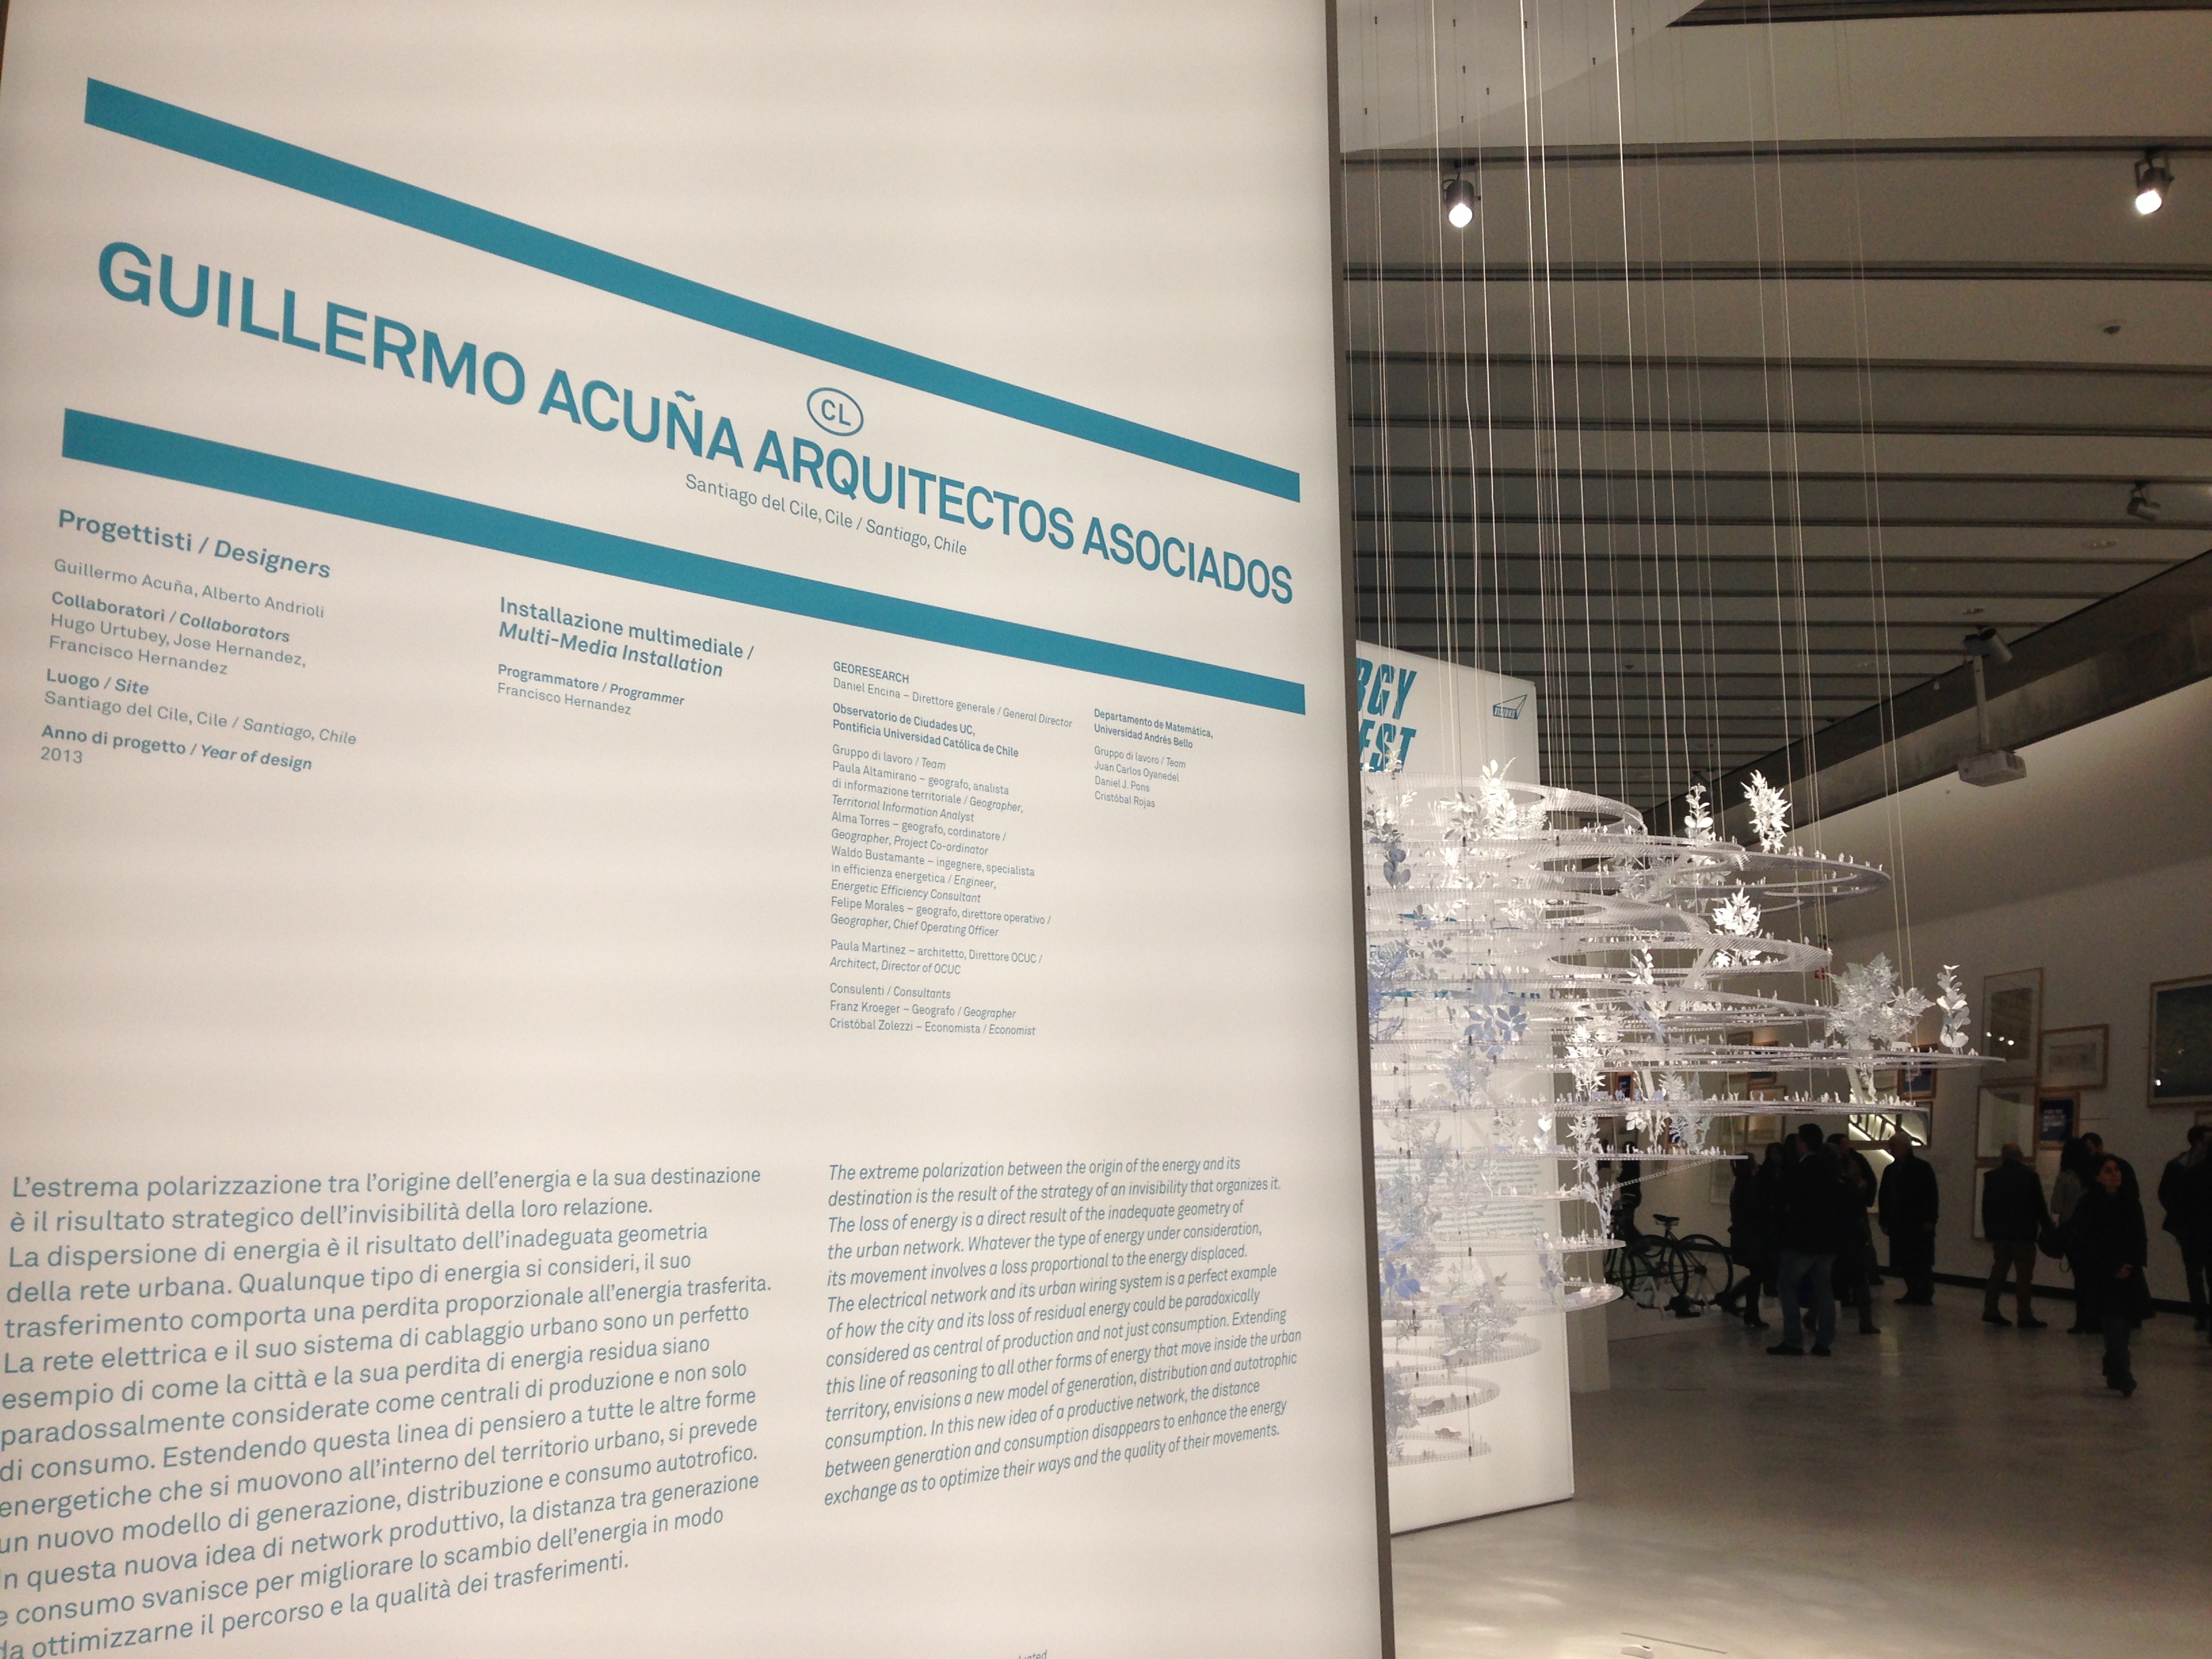 GUILLERMO ACUÑA ARQUITECTOS ASOCIADOS
CL
Santiago del Cile, Cile / Santiago, Chile
Progettisti / Designers
Guillermo Acuña, Alberto Andrioli
Collaboratori / Collaborators
Hugo Urtubey, Jose Hernandez,
Francisco Hernandez
Luogo / Site
Santiago del Cile, Cile / Santiago, Chile
Anno di progetto / Year of design
2013
Installazione multimediale /
Multi-Media Installation
Programmatore / Programmer
Francisco Hernandez
GEORESEARCH
Daniel Encina – Direttore generale / General Director
Observatorio de Ciudades UC,
Pontificia Universidad Católica de Chile
Gruppo di lavoro / Team
Paula Altamirano – geografo, analista
di informazione territoriale / Geographer,
Territorial Information Analyst
Alma Torres – geografo, cordinatore /
Geographer, Project Co-ordinator
Waldo Bustamante – ingegnere, specialista
in efficienza energetica / Engineer,
Energetic Efficiency Consultant
Felipe Morales – geografo, direttore operativo /
Geographer, Chief Operating Officer
Paula Martinez – architetto, Direttore OCUC /
Architect, Director of OCUC
Consulenti / Consultants
Franz Kroeger – Geografo / Geographer
Cristóbal Zolezzi – Economista / Economist
Departamento de Matemática,
Universidad Andrés Bello
Gruppo di lavoro / Team
Juan Carlos Oyanedel
Daniel J. Pons
Cristóbal Rojas
L'estrema polarizzazione tra l'origine dell'energia e la sua destinazione
è il risultato strategico dell'invisibilità della loro relazione.
La dispersione di energia è il risultato dell'inadeguata geometria
della rete urbana. Qualunque tipo di energia si consideri, il suo
trasferimento comporta una perdita proporzionale all'energia trasferita.
La rete elettrica e il suo sistema di cablaggio urbano sono un perfetto
esempio di come la città e la sua perdita di energia residua siano
paradossalmente considerate come centrali di produzione e non solo
di consumo. Estendendo questa linea di pensiero a tutte le altre forme
energetiche che si muovono all'interno del territorio urbano, si prevede
un nuovo modello di generazione, distribuzione e consumo autotrofico.
In questa nuova idea di network produttivo, la distanza tra generazione
e consumo svanisce per migliorare lo scambio dell'energia in modo
da ottimizzarne il percorso e la qualità dei trasferimenti.
The extreme polarization between the origin of the energy and its
destination is the result of the strategy of an invisibility that organizes it.
The loss of energy is a direct result of the inadequate geometry of
the urban network. Whatever the type of energy under consideration,
its movement involves a loss proportional to the energy displaced.
The electrical network and its urban wiring system is a perfect example
of how the city and its loss of residual energy could be paradoxically
considered as central of production and not just consumption. Extending
this line of reasoning to all other forms of energy that move inside the urban
territory, envisions a new model of generation, distribution and autotrophic
consumption. In this new idea of a productive network, the distance
between generation and consumption disappears to enhance the energy
exchange as to optimize their ways and the quality of their movements.
RGY
EST